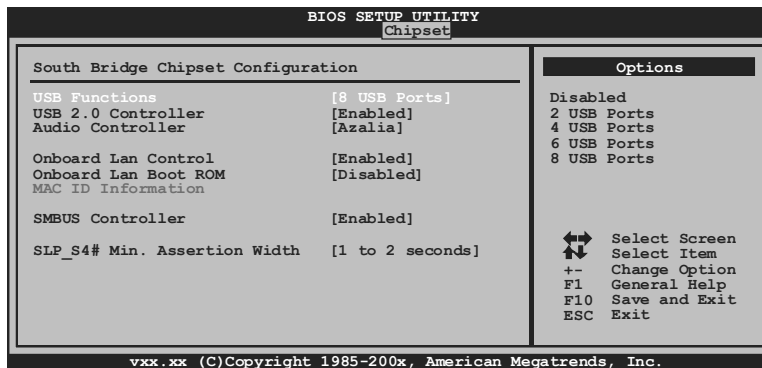 BIOS SETUP UTILITY
Chipset
South Bridge Chipset Configuration
USB Functions [8 USB Ports]
USB 2.0 Controller [Enabled]
Audio Controller [Azalia]
Onboard Lan Control [Enabled]
Onboard Lan Boot ROM [Disabled]
MAC ID Information
SMBUS Controller [Enabled]
SLP_S4# Min. Assertion Width [1 to 2 seconds]
Options
Disabled
2 USB Ports
4 USB Ports
6 USB Ports
8 USB Ports
Select Screen
Select Item
+- Change Option
F1 General Help
F10 Save and Exit
ESC Exit
vxx.xx (C)Copyright 1985-200x, American Megatrends, Inc.